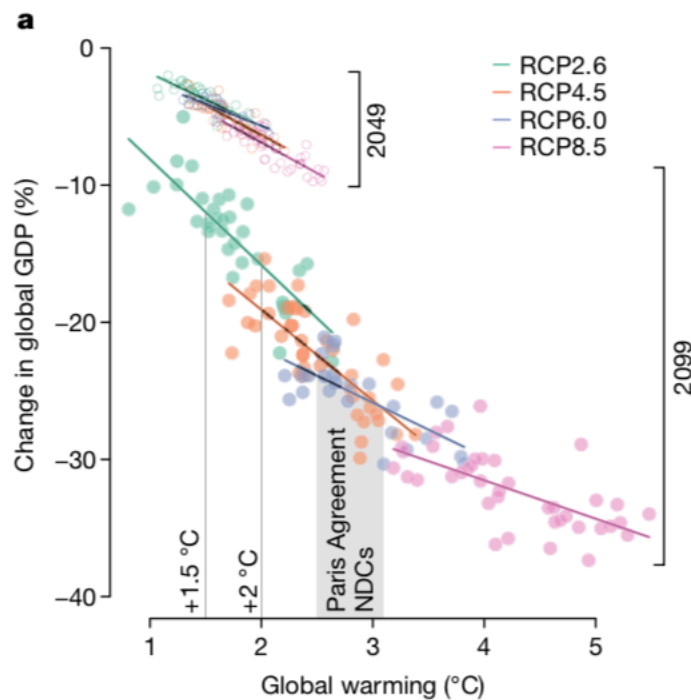 a
0
−10
−20
−30
−40
Change in global GDP (%)
RCP2.6
RCP4.5
RCP6.0
RCP8.5
2049
2099
+1.5 °C
+2 °C
Paris Agreement
NDCs
1
2
3
4
5
Global warming (°C)